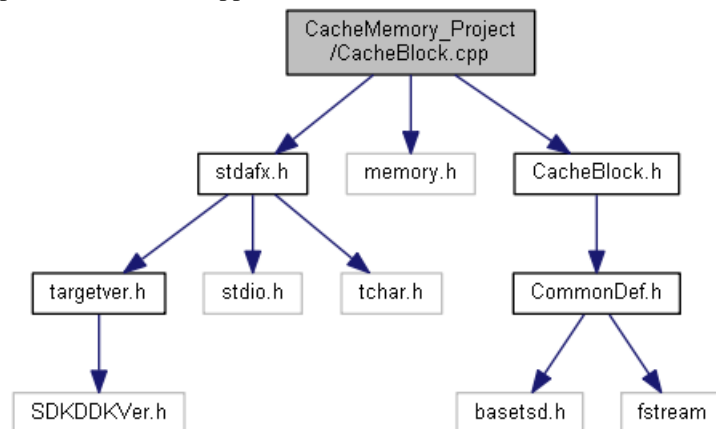 CacheMemory_Project
/CacheBlock.cpp
stdafx.h
memory.h
CacheBlock.h
targetver.h
stdio.h
tchar.h
CommonDef.h
SDKDDKVer.h
basetsd.h
fstream